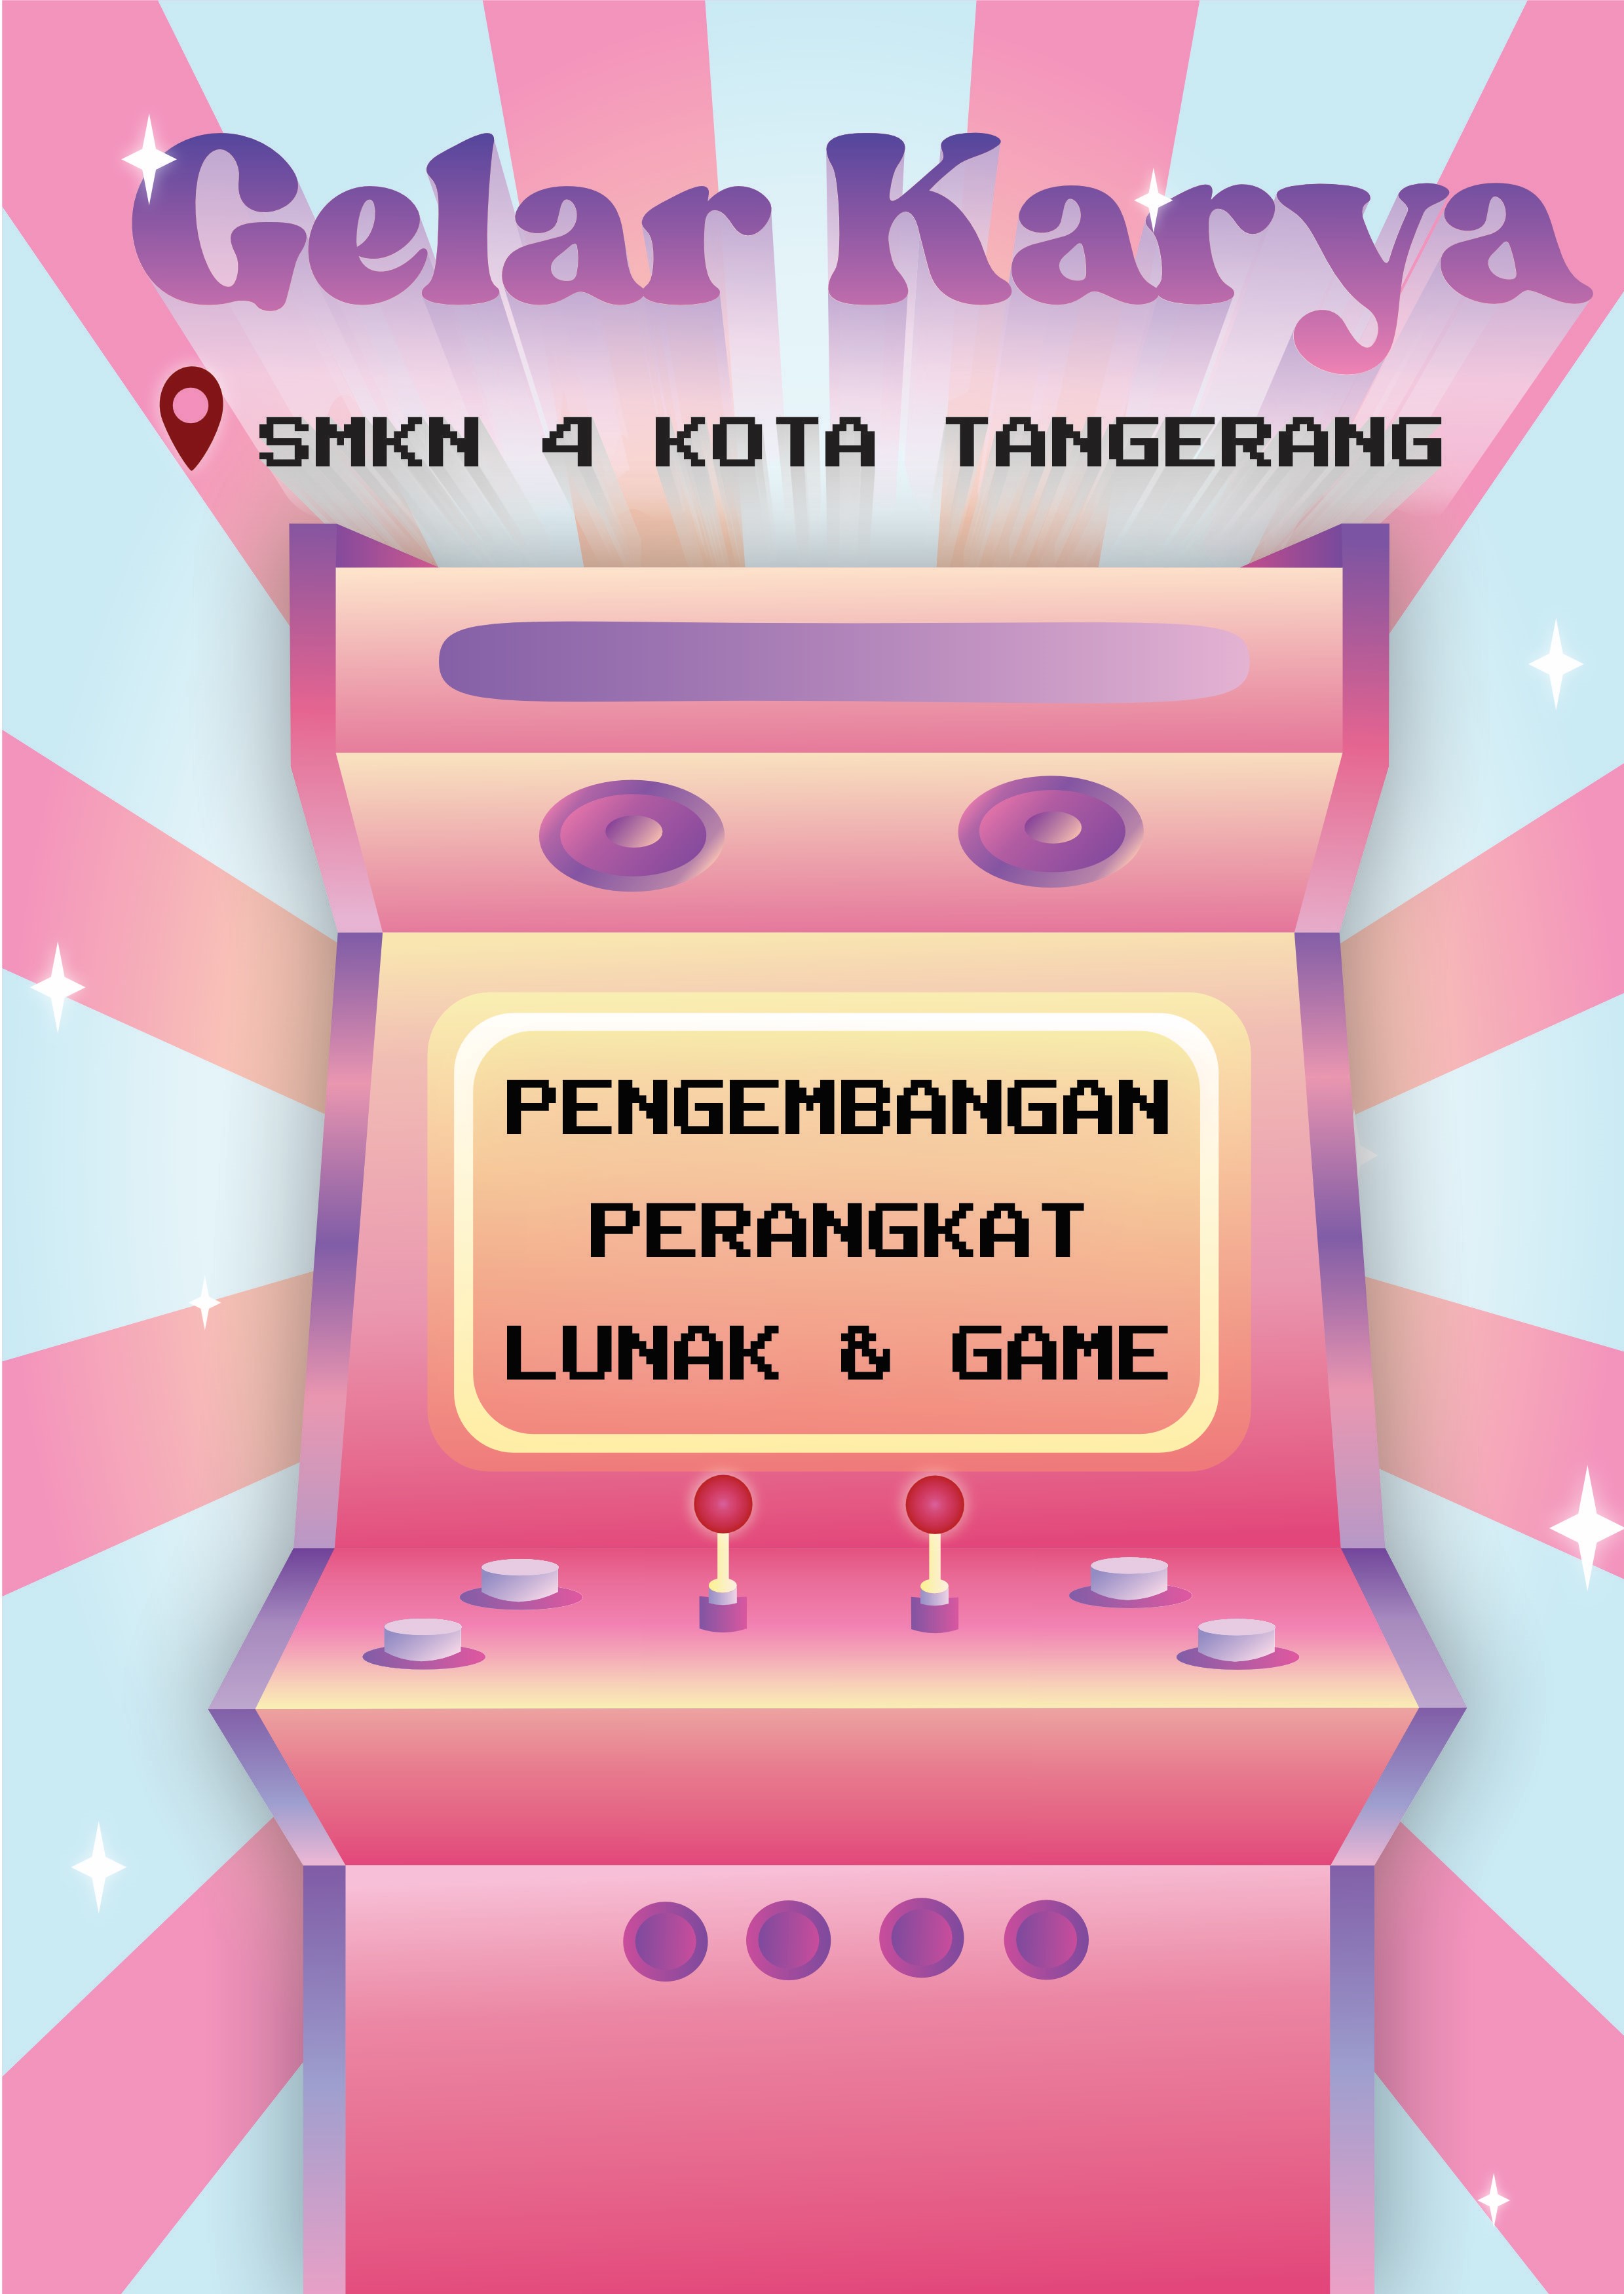 Gelar Karya
SMKN 4 KOTA TANGERANG
PENGEMBANGAN
PERANGKAT
LUNAK & GAME